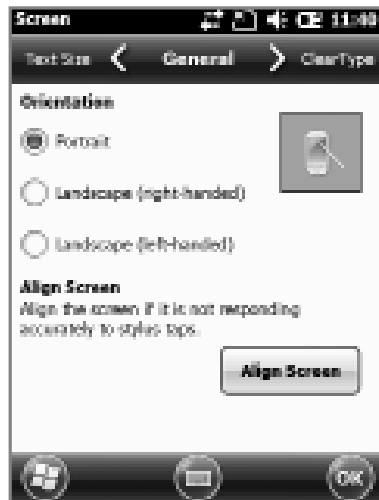 Screen 11:40
Text Size General ClearType
Orientation
Portrait
Landscape (right-handed)
Landscape (left-handed)
Align Screen
Align the screen if it is not responding
accurately to stylus taps.
Align Screen
OK